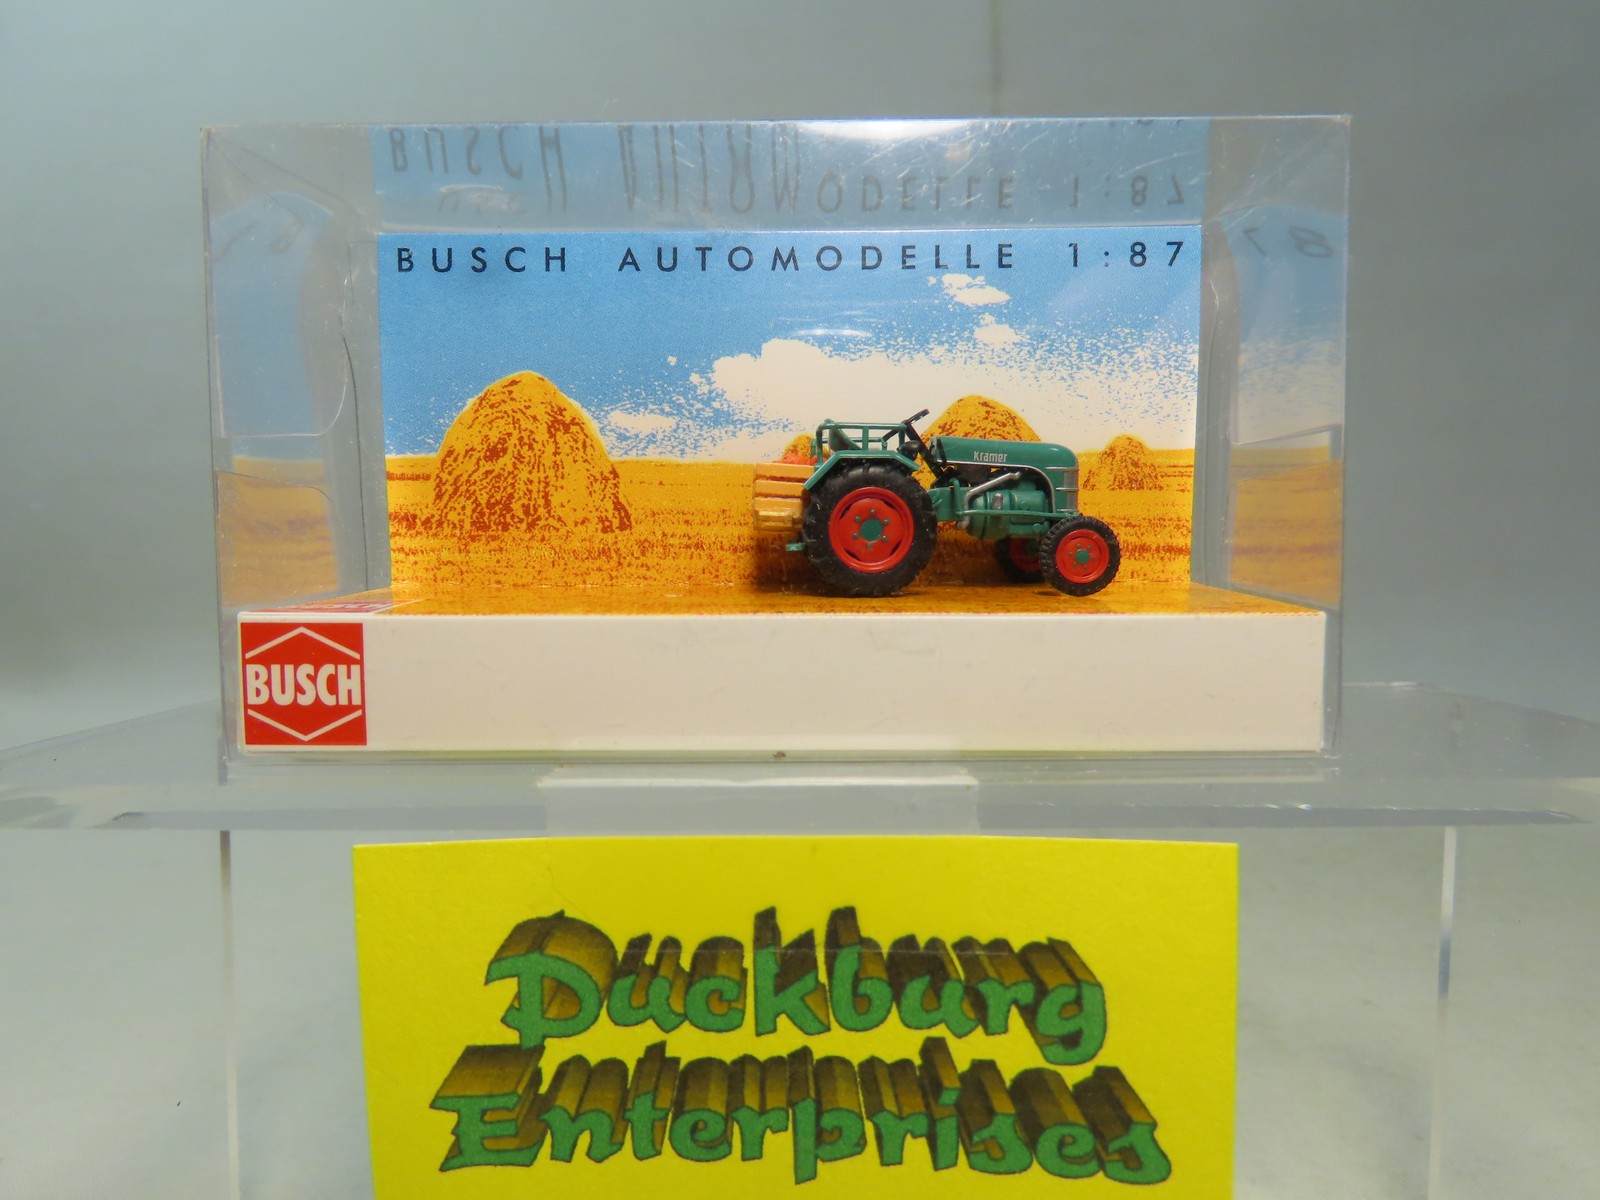 BUSCH AUTOMODELLE 1:87
Kramer
BUSCH
Duckburg
Enterprises